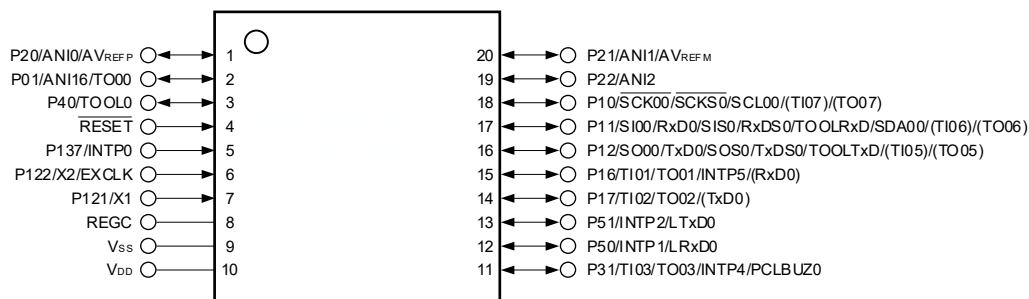 P20/ANI0/AVREFP 1 20 P21/ANI1/AVREFM
P01/ANI16/TO00 2 19 P22/ANI2
P40/TOOL0 3 18 P10/SCK00/SCKS0/SCL00/(TI07)/(TO07)
RESET 4 17 P11/SI00/RxD0/SIS0/RxDS0/TOOLRxD/SDA00/(TI06)/(TO06)
P137/INTP0 5 16 P12/SO00/TxD0/SOS0/TxDS0/TOOLTxD/(TI05)/(TO05)
P122/X2/EXCLK 6 15 P16/TI01/TO01/INTP5/(RxD0)
P121/X1 7 14 P17/TI02/TO02/(TxD0)
REGC 8 13 P51/INTP2/LTxD0
VSS 9 12 P50/INTP1/LRxD0
VDD 10 11 P31/TI03/TO03/INTP4/PCLBUZ0